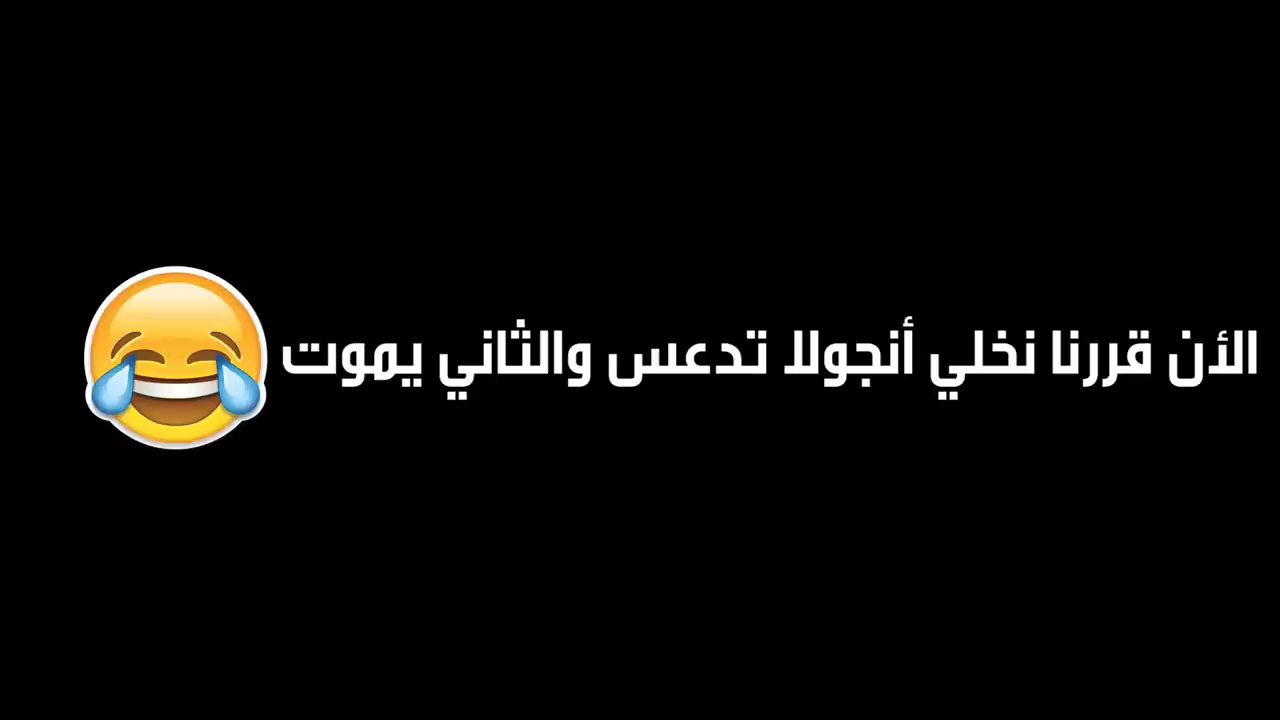 الأن قررنا نخلي أنجولا تدعس والثاني يموت 😂